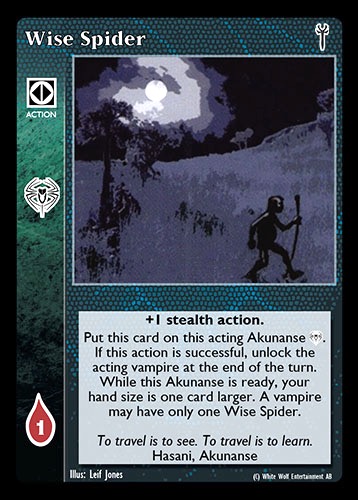 Wise Spider
ACTION
+1 stealth action.
Put this card on this acting Akunanse .
If this action is successful, unlock the
acting vampire at the end of the turn.
While this Akunanse is ready, your
hand size is one card larger. A vampire
may have only one Wise Spider.
To travel is to see. To travel is to learn.
Hasani, Akunanse
1
Illus: Leif Jones
(C) White Wolf Entertainment AB